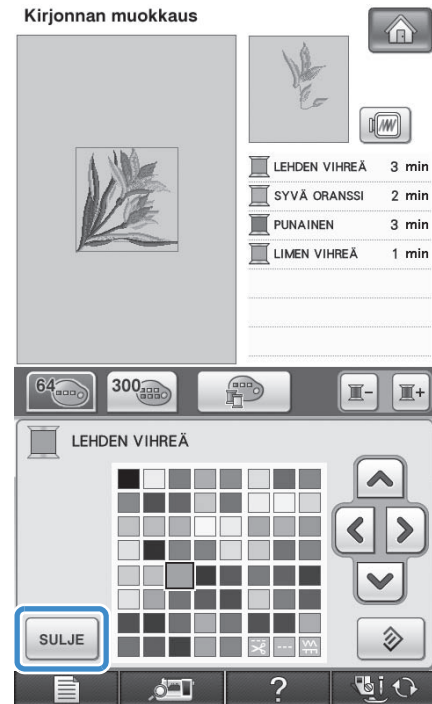 Kirjonnan muokkaus
LEHDEN VIHREÄ 3 min
SYVÄ ORANSSI 2 min
PUNAINEN 3 min
LIMEN VIHREÄ 1 min
64
300
LEHDEN VIHREÄ
SULJE
?